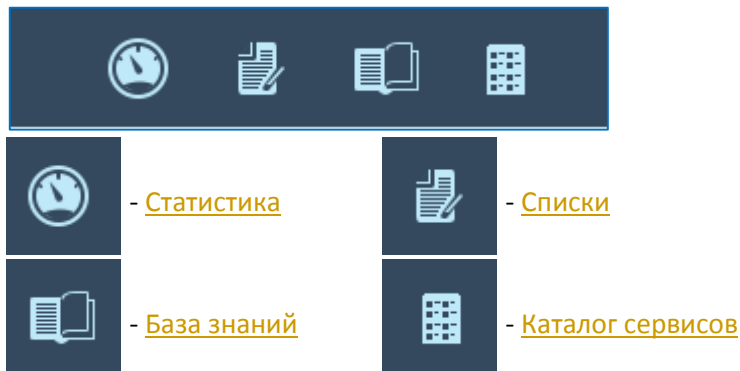 - Статистика
- Списки
- База знаний
- Каталог сервисов